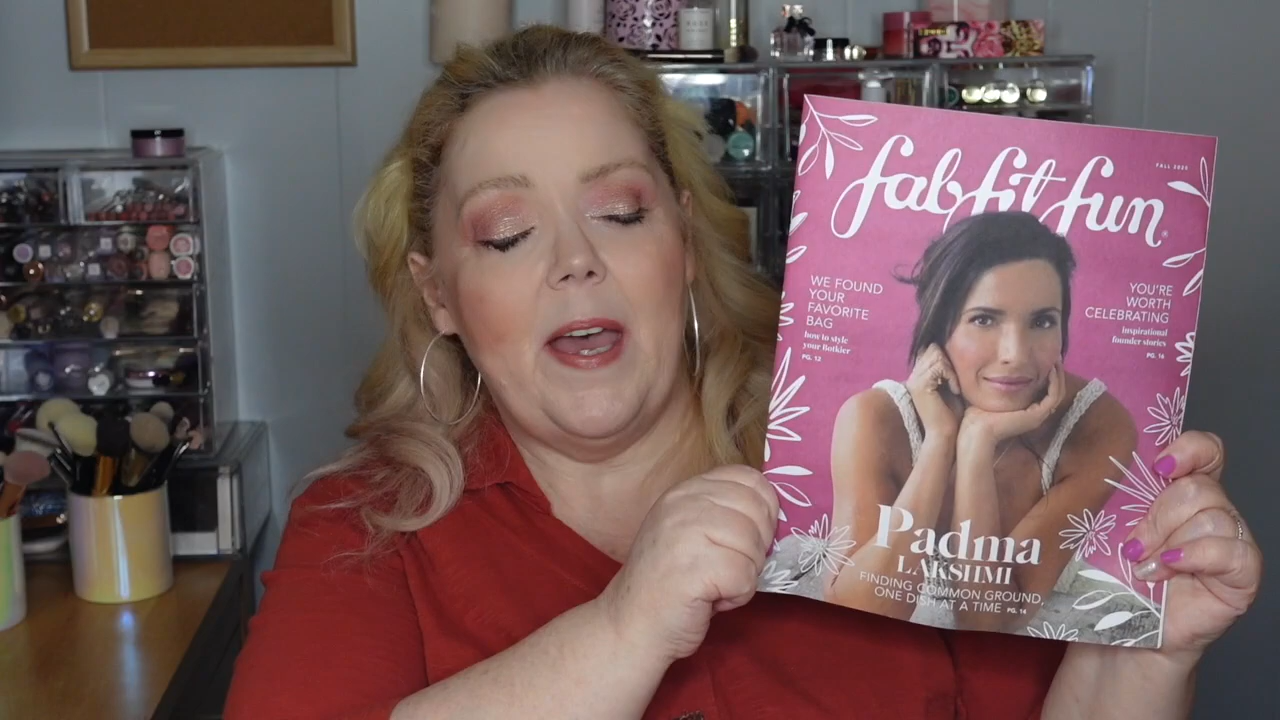 FALL 2020
fabfitfun
WE FOUND
YOUR
FAVORITE
BAG
how to style
your Botkier
PG. 12
YOU'RE
WORTH
CELEBRATING
inspirational
founder stories
PG. 16
Padma
LAKSHMI
FINDING COMMON GROUND,
ONE DISH AT A TIME PG. 14